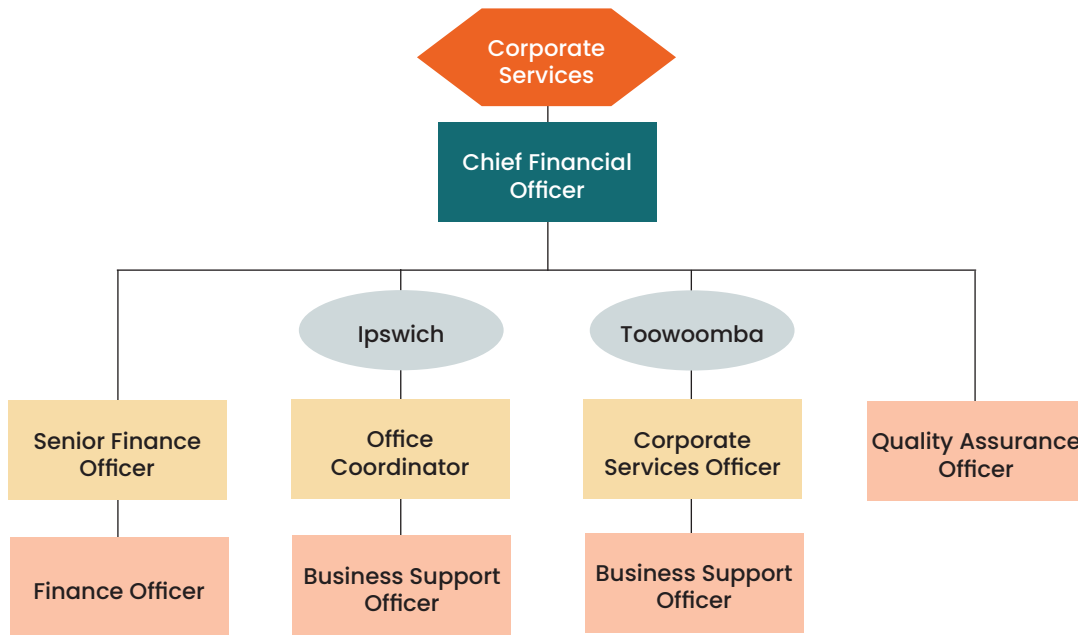 Corporate
Services
Chief Financial
Officer
Ipswich
Toowoomba
Senior Finance
Officer
Office
Coordinator
Corporate
Services Officer
Quality Assurance
Officer
Finance Officer
Business Support
Officer
Business Support
Officer